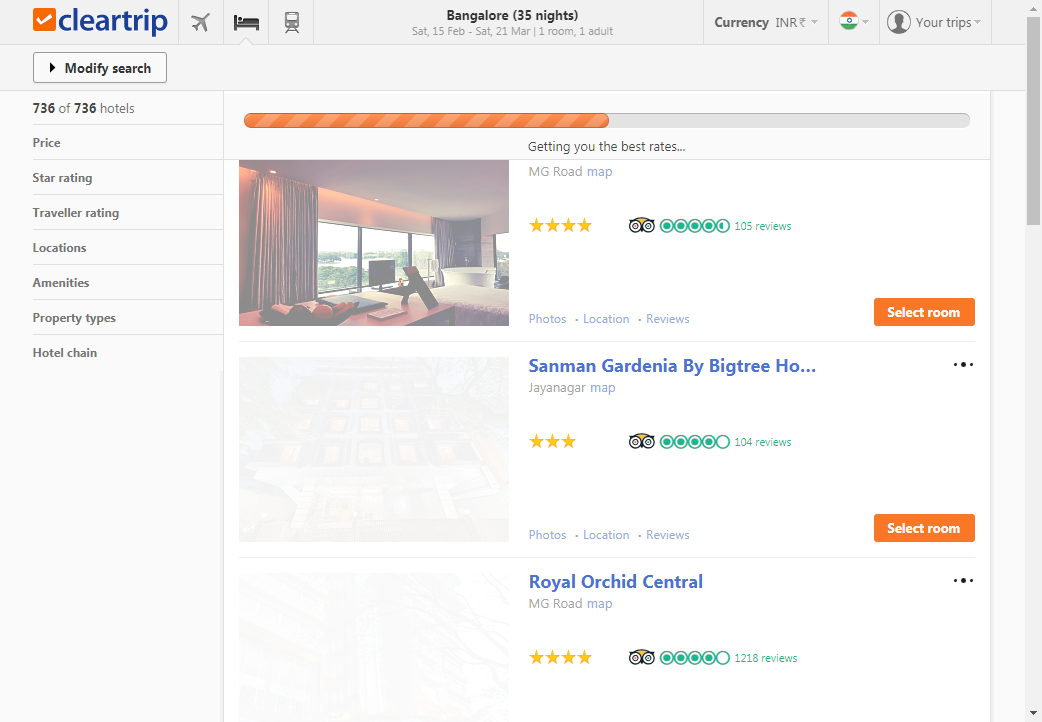 cleartrip
Bangalore (35 nights)
Sat, 15 Feb - Sat, 21 Mar | 1 room, 1 adult
Currency INR₹
Your trips
Modify search
736 of 736 hotels
Price
Star rating
Traveller rating
Locations
Amenities
Property types
Hotel chain
Getting you the best rates...
MG Road map
105 reviews
Photos • Location • Reviews
Select room
Sanman Gardenia By Bigtree Ho...
Jayanagar map
104 reviews
Photos • Location • Reviews
Select room
Royal Orchid Central
MG Road map
1218 reviews